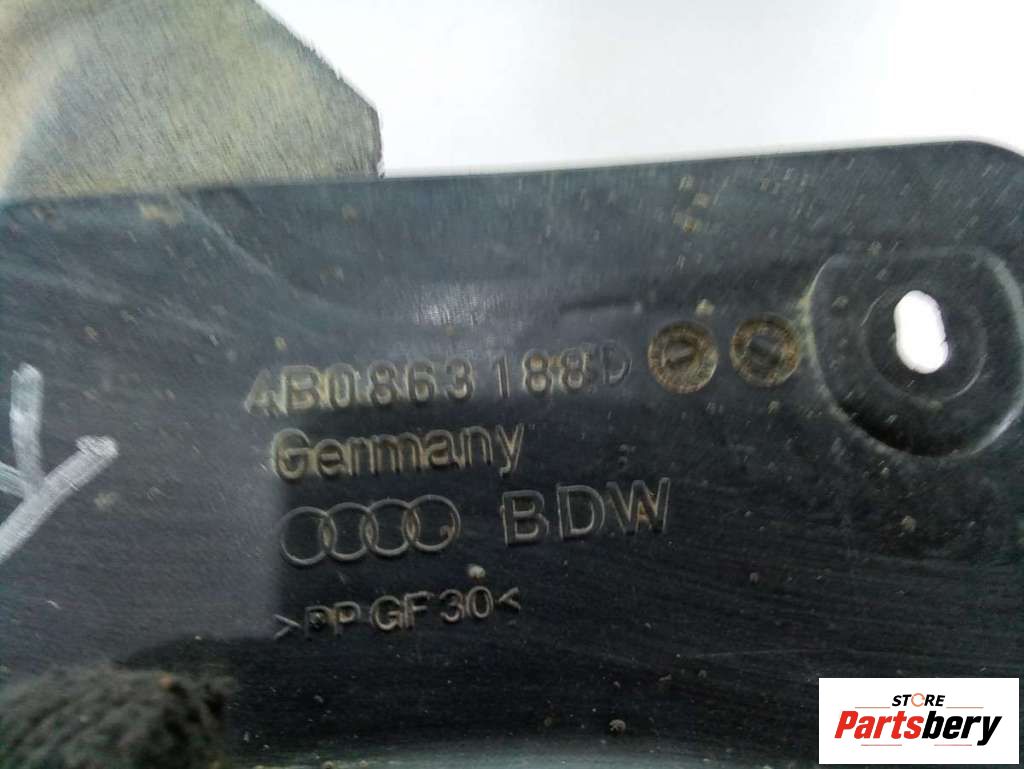 4B0863188D
Germany
BDW
>PP GF30<
STORE
Partsbery